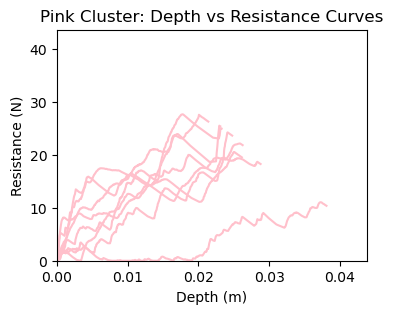 Pink Cluster: Depth vs Resistance Curves
Resistance (N)
40
30
20
10
0
0.00 0.01 0.02 0.03 0.04
Depth (m)